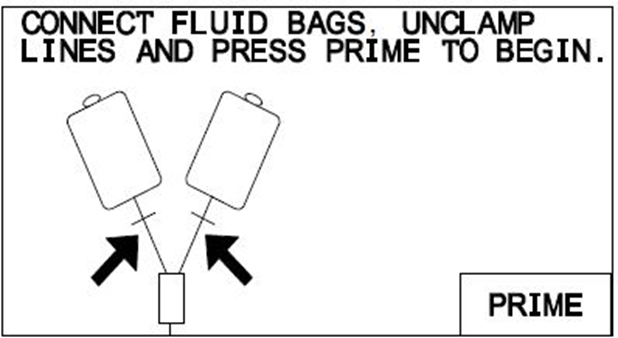 CONNECT FLUID BAGS, UNCLAMP
LINES AND PRESS PRIME TO BEGIN.
PRIME